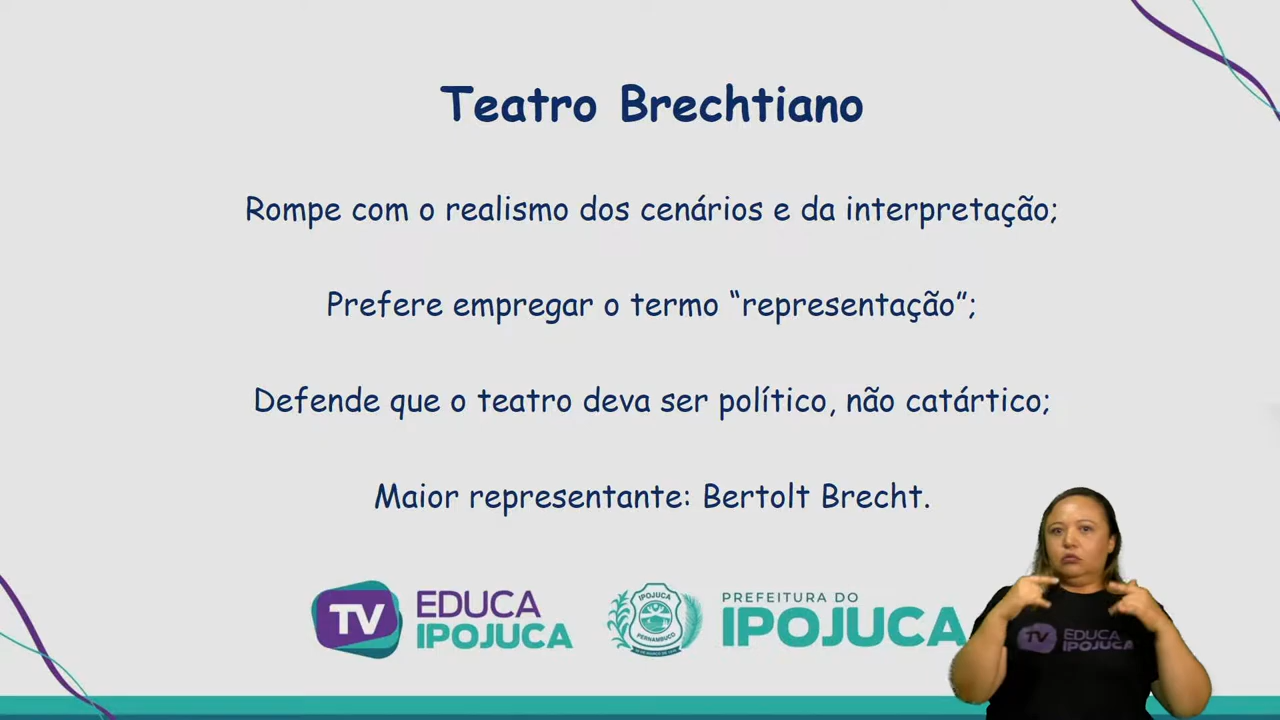 Teatro Brechtiano
Rompe com o realismo dos cenários e da interpretação;
Prefere empregar o termo “representação”;
Defende que o teatro deva ser político, não catártico;
Maior representante: Bertolt Brecht.
TV EDUCA IPOJUCA
IPOJUCA
PERNAMBUCO
PREFEITURA DO
IPOJUCA
TV EDUCA IPOJUCA